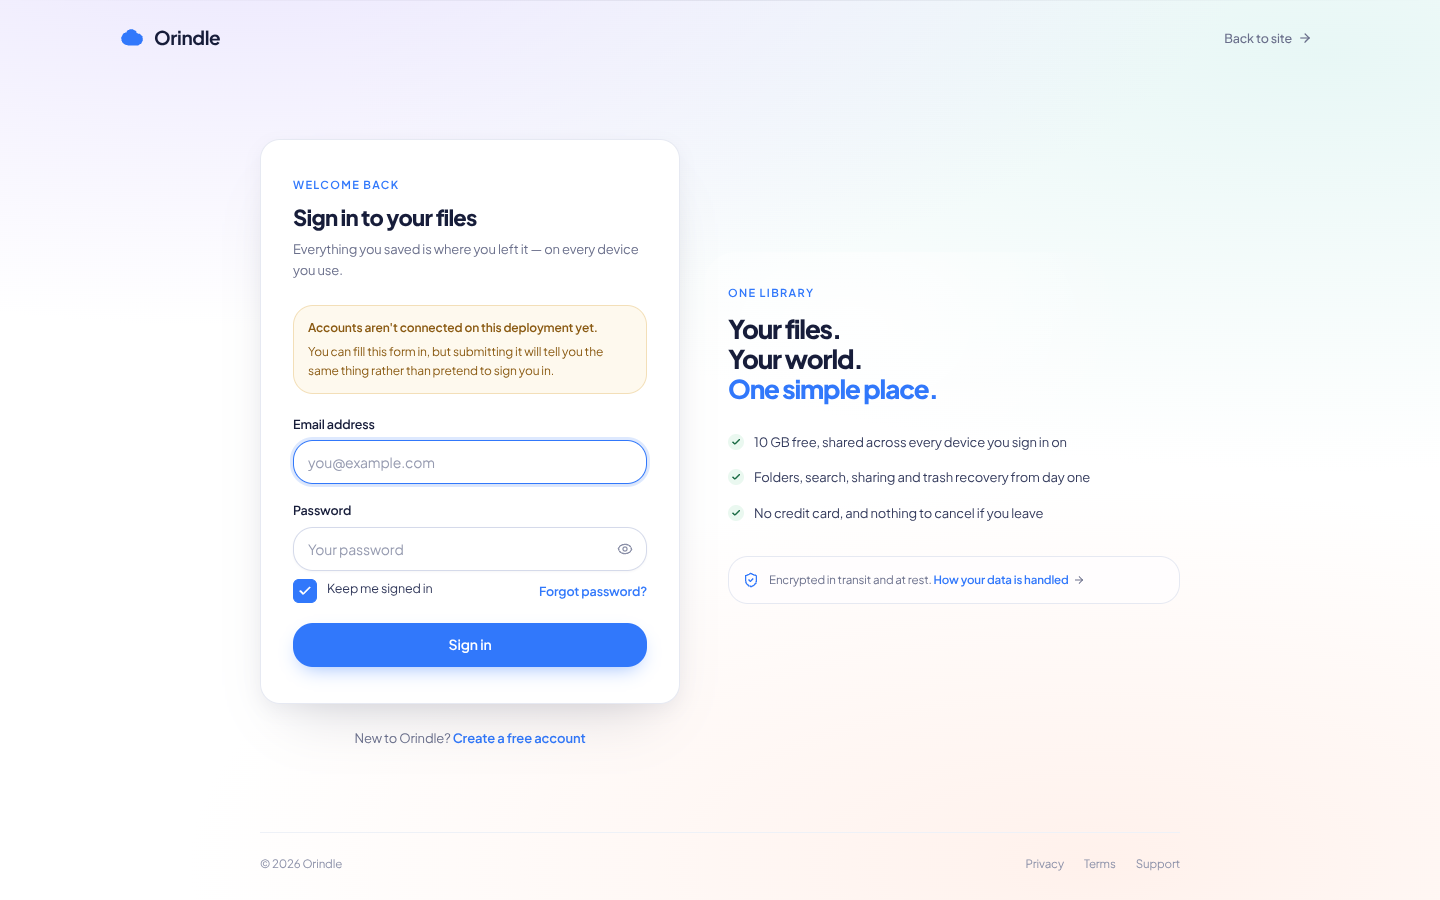 Orindle
Back to site
WELCOME BACK
Sign in to your files
Everything you saved is where you left it — on every device
you use.
Accounts aren't connected on this deployment yet.
You can fill this form in, but submitting it will tell you the
same thing rather than pretend to sign you in.
Email address
you@example.com
Password
Your password
Keep me signed in
Forgot password?
Sign in
New to Orindle? Create a free account
ONE LIBRARY
Your files.
Your world.
One simple place.
10 GB free, shared across every device you sign in on
Folders, search, sharing and trash recovery from day one
No credit card, and nothing to cancel if you leave
Encrypted in transit and at rest. How your data is handled
© 2026 Orindle
Privacy
Terms
Support